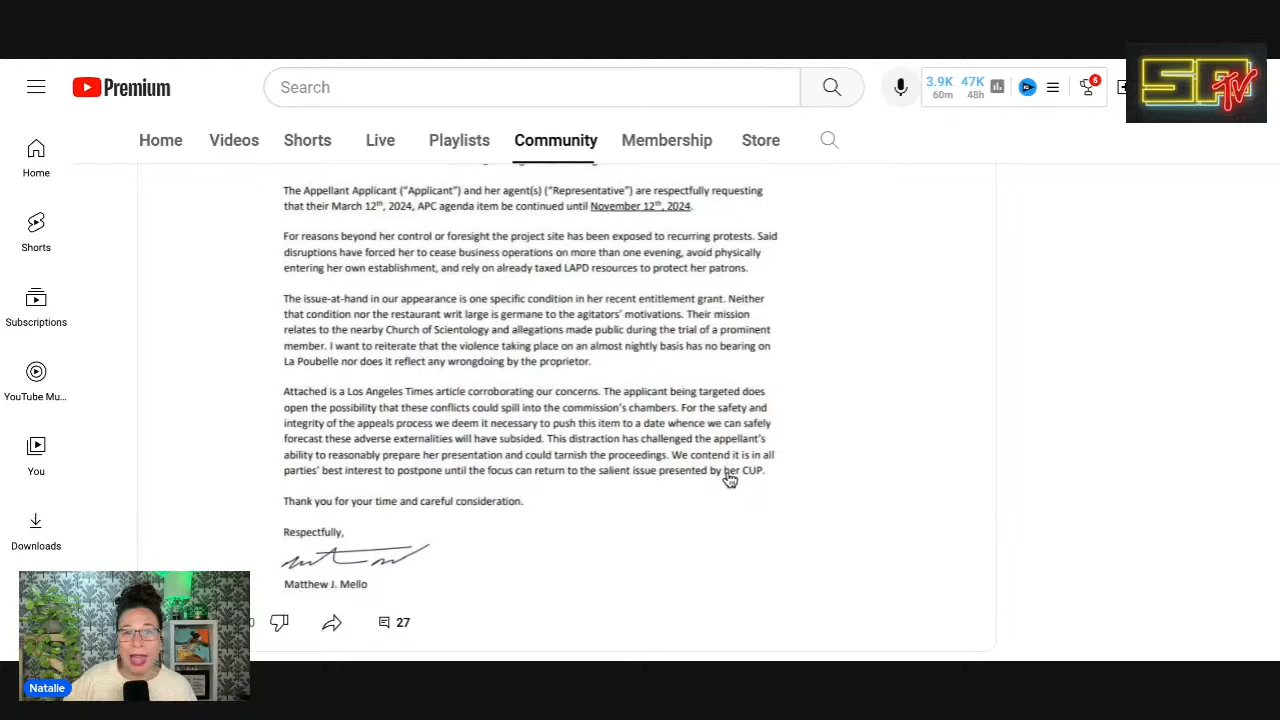 Premium
Search
3.9K 47K
60m 48h
6
SPTV
Home Videos Shorts Live Playlists Community Membership Store
Home
Shorts
Subscriptions
YouTube Mu...
You
Downloads
The Appellant Applicant (“Applicant”) and her agent(s) (“Representative”) are respectfully requesting
that their March 12th, 2024, APC agenda item be continued until November 12th, 2024.
For reasons beyond her control or foresight the project site has been exposed to recurring protests. Said
disruptions have forced her to cease business operations on more than one evening, avoid physically
entering her own establishment, and rely on already taxed LAPD resources to protect her patrons.
The issue-at-hand in our appearance is one specific condition in her recent entitlement grant. Neither
that condition nor the restaurant writ large is germane to the agitators’ motivations. Their mission
relates to the nearby Church of Scientology and allegations made public during the trial of a prominent
member. I want to reiterate that the violence taking place on an almost nightly basis has no bearing on
La Poubelle nor does it reflect any wrongdoing by the proprietor.
Attached is a Los Angeles Times article corroborating our concerns. The applicant being targeted does
open the possibility that these conflicts could spill into the commission’s chambers. For the safety and
integrity of the appeals process we deem it necessary to push this item to a date whence we can safely
forecast these adverse externalities will have subsided. This distraction has challenged the appellant’s
ability to reasonably prepare her presentation and could tarnish the proceedings. We contend it is in all
parties’ best interest to postpone until the focus can return to the salient issue presented by her CUP.
Thank you for your time and careful consideration.
Respectfully,
Matthew J. Mello
27
Natalie